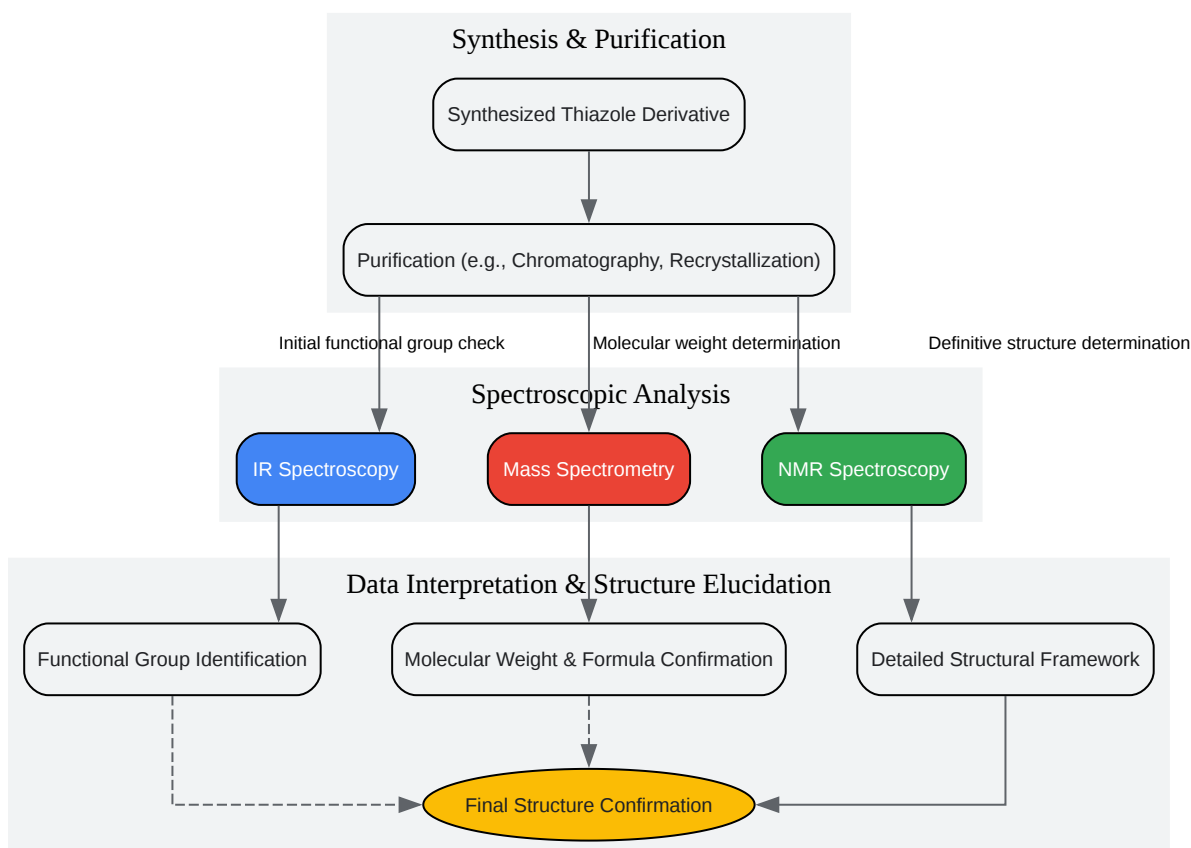 Synthesis & Purification
Synthesized Thiazole Derivative
Purification (e.g., Chromatography, Recrystallization)
Initial functional group check
Molecular weight determination
Definitive structure determination
Spectroscopic Analysis
IR Spectroscopy
Mass Spectrometry
NMR Spectroscopy
Data Interpretation & Structure Elucidation
Functional Group Identification
Molecular Weight & Formula Confirmation
Detailed Structural Framework
Final Structure Confirmation